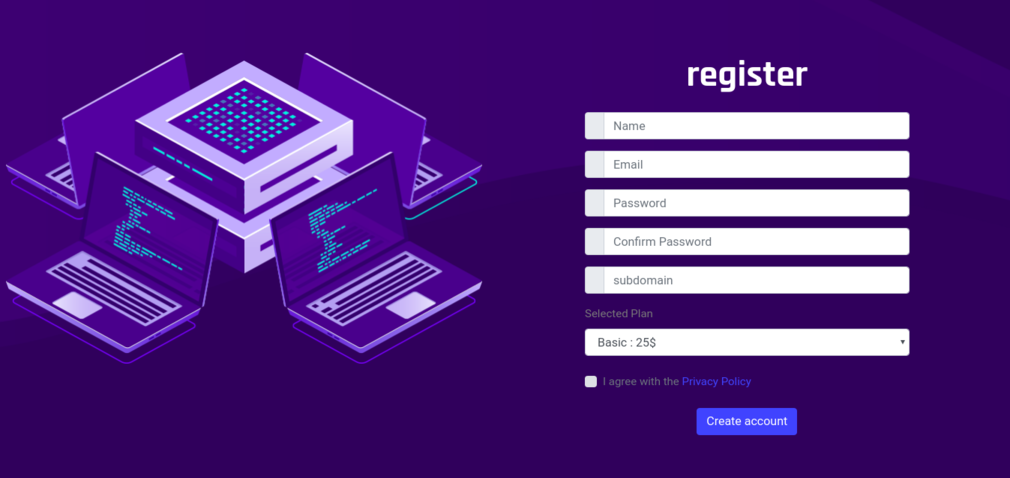 register
Name
Email
Password
Confirm Password
subdomain
Selected Plan
Basic : 25$
I agree with the Privacy Policy
Create account